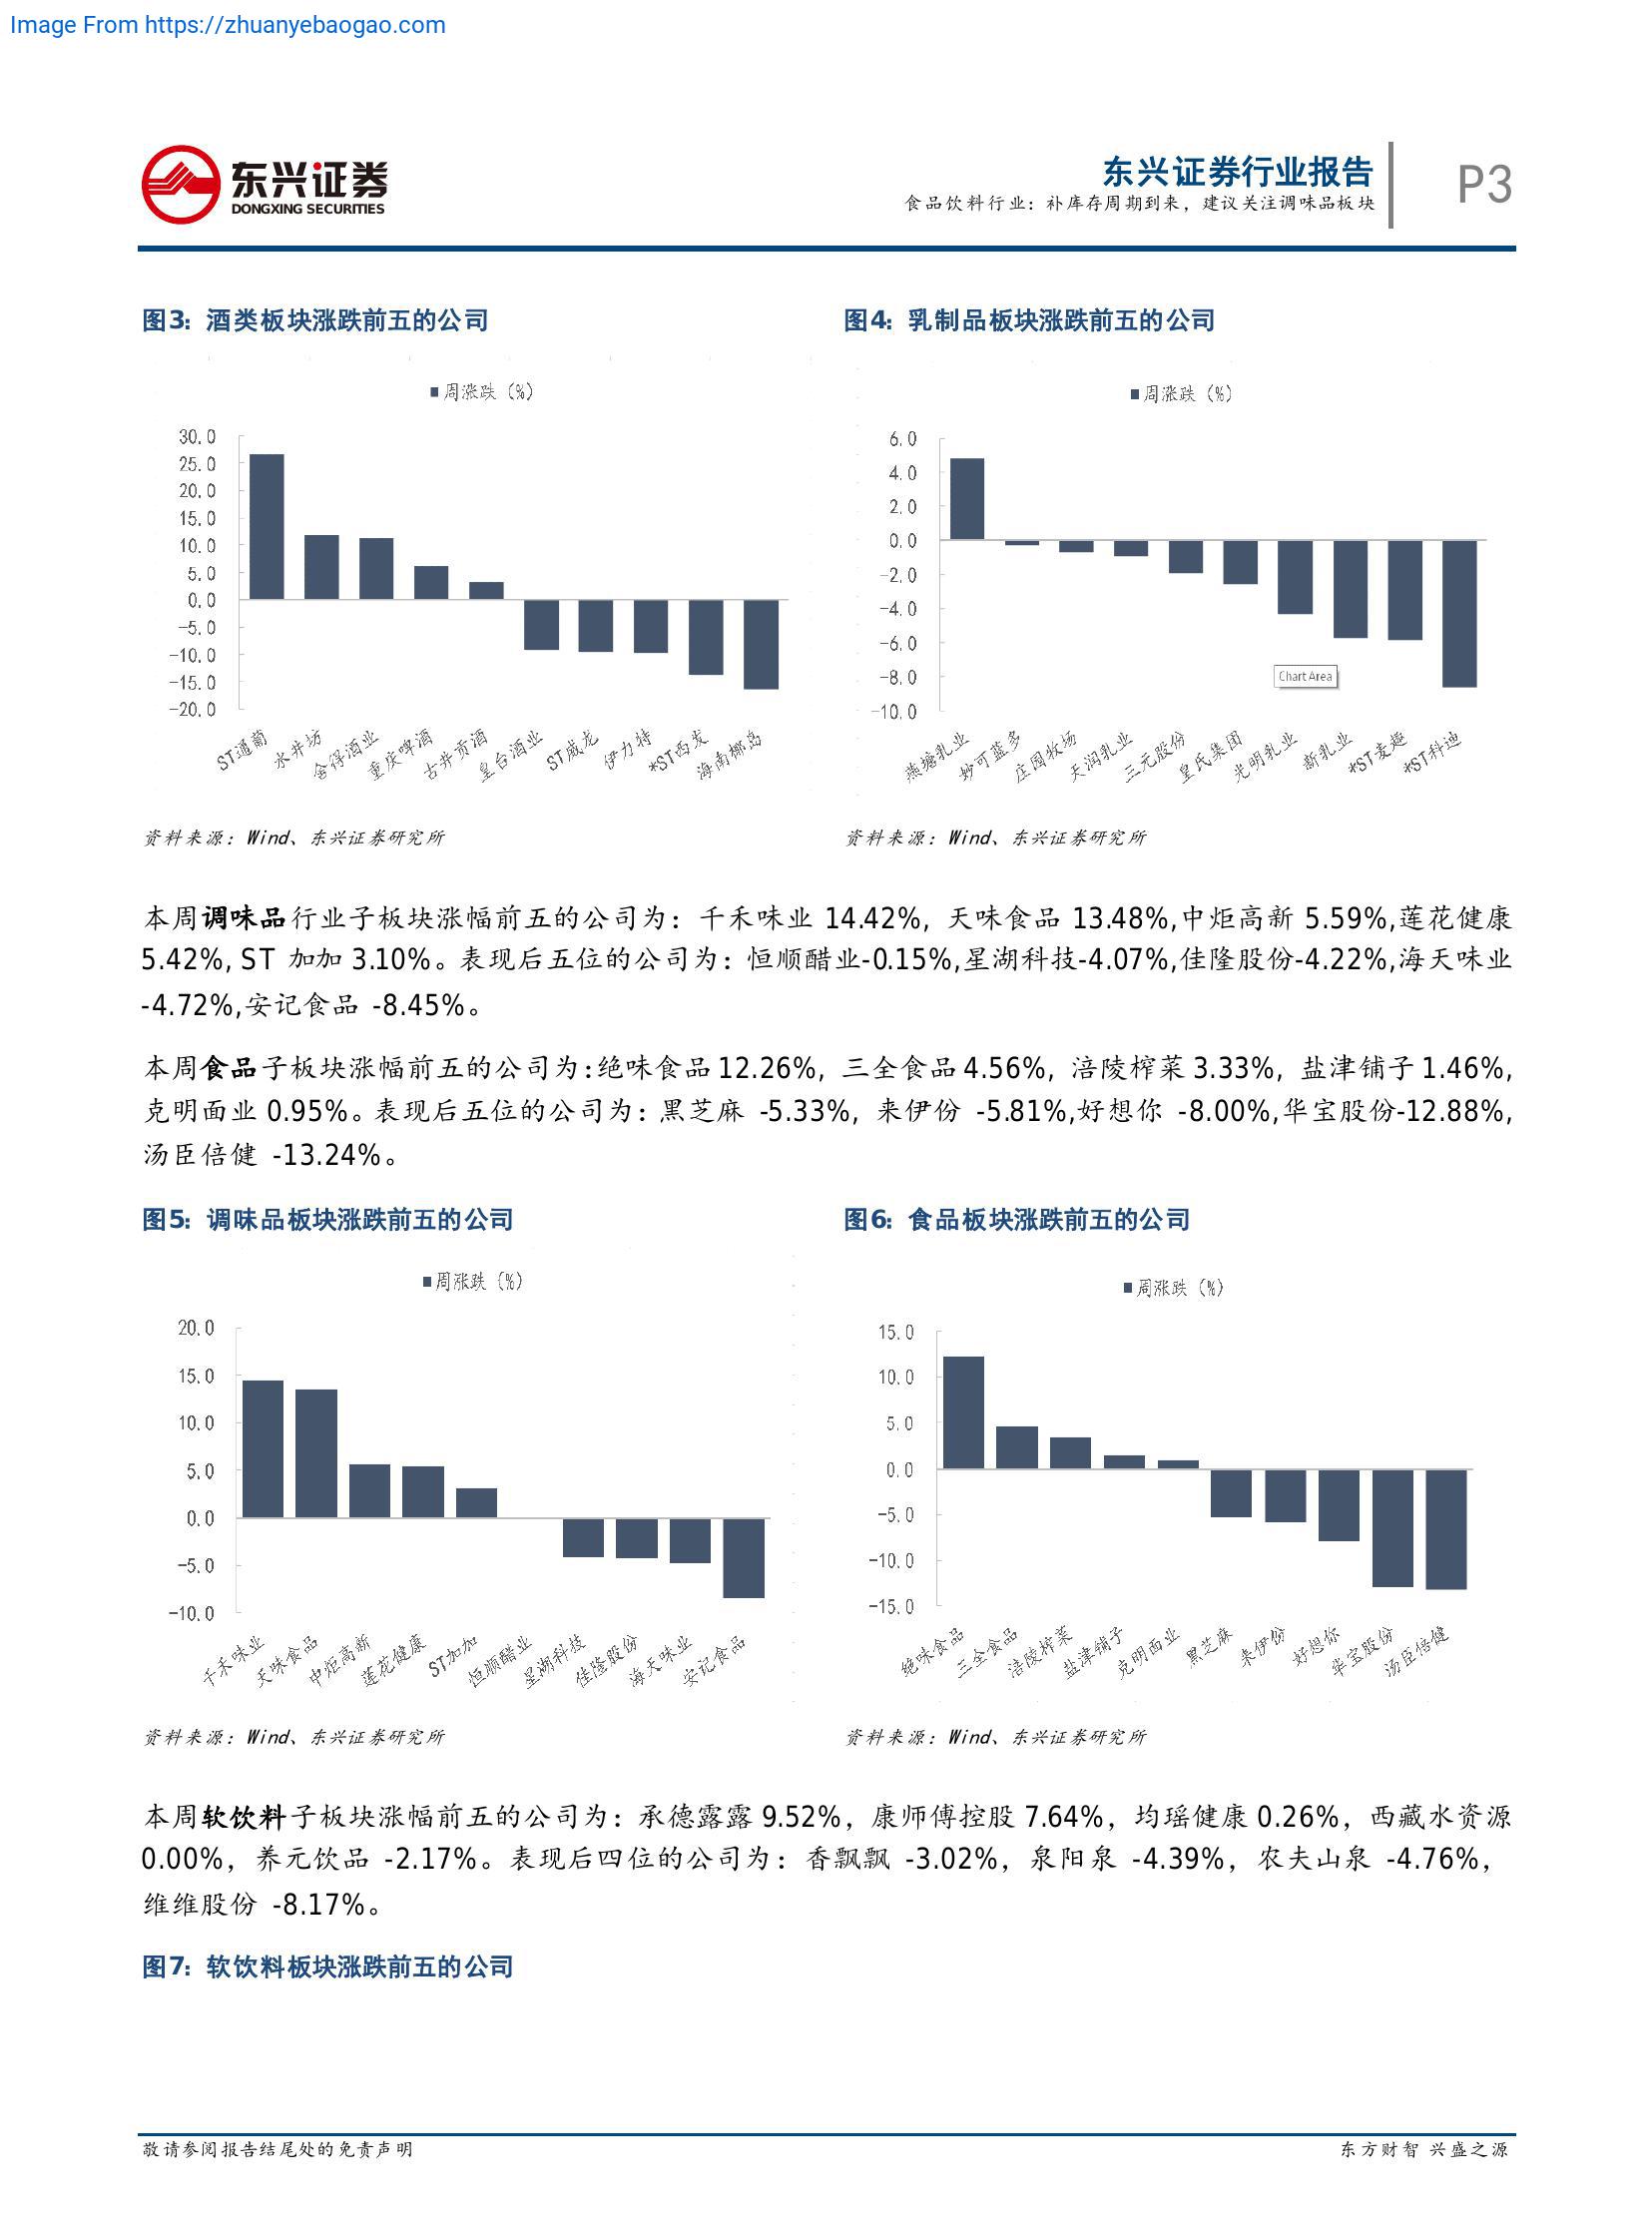 Image From https://zhuanyebaogao.com
东兴证券
DONGXING SECURITIES
东兴证券行业报告
食品饮料行业：补库存周期到来，建议关注调味品板块
P3
图3：酒类板块涨跌前五的公司
周涨跌（%）
30.0
25.0
20.0
15.0
10.0
5.0
0.0
-5.0
-10.0
-15.0
-20.0
ST通葡 水井坊 舍得酒业 重庆啤酒 古井贡酒 皇台酒业 ST威龙 伊力特 *ST西发 海南椰岛
资料来源：Wind、东兴证券研究所
图4：乳制品板块涨跌前五的公司
周涨跌（%）
6.0
4.0
2.0
0.0
-2.0
-4.0
-6.0
-8.0
-10.0
Chart Area
燕塘乳业 妙可蓝多 庄园牧场 天润乳业 三元股份 皇氏集团 光明乳业 新乳业 *ST麦趣 *ST科迪
资料来源：Wind、东兴证券研究所
本周调味品行业子板块涨幅前五的公司为：千禾味业 14.42%, 天味食品 13.48%,中炬高新 5.59%,莲花健康
5.42%, ST 加加 3.10%。表现后五位的公司为：恒顺醋业-0.15%,星湖科技-4.07%,佳隆股份-4.22%,海天味业
-4.72%,安记食品 -8.45%。
本周食品子板块涨幅前五的公司为:绝味食品 12.26%, 三全食品 4.56%, 涪陵榨菜 3.33%, 盐津铺子 1.46%,
克明面业 0.95%。表现后五位的公司为：黑芝麻 -5.33%, 来伊份 -5.81%,好想你 -8.00%,华宝股份-12.88%,
汤臣倍健 -13.24%。
图5：调味品板块涨跌前五的公司
周涨跌（%）
20.0
15.0
10.0
5.0
0.0
-5.0
-10.0
千禾味业 天味食品 中炬高新 莲花健康 ST加加 恒顺醋业 星湖科技 佳隆股份 海天味业 安记食品
资料来源：Wind、东兴证券研究所
图6：食品板块涨跌前五的公司
周涨跌（%）
15.0
10.0
5.0
0.0
-5.0
-10.0
-15.0
绝味食品 三全食品 涪陵榨菜 盐津铺子 克明面业 黑芝麻 来伊份 好想你 华宝股份 汤臣倍健
资料来源：Wind、东兴证券研究所
本周软饮料子板块涨幅前五的公司为：承德露露 9.52%，康师傅控股 7.64%，均瑶健康 0.26%，西藏水资源
0.00%，养元饮品 -2.17%。表现后四位的公司为：香飘飘 -3.02%，泉阳泉 -4.39%，农夫山泉 -4.76%，
维维股份 -8.17%。
图7：软饮料板块涨跌前五的公司
敬请参阅报告结尾处的免责声明
东方财智 兴盛之源